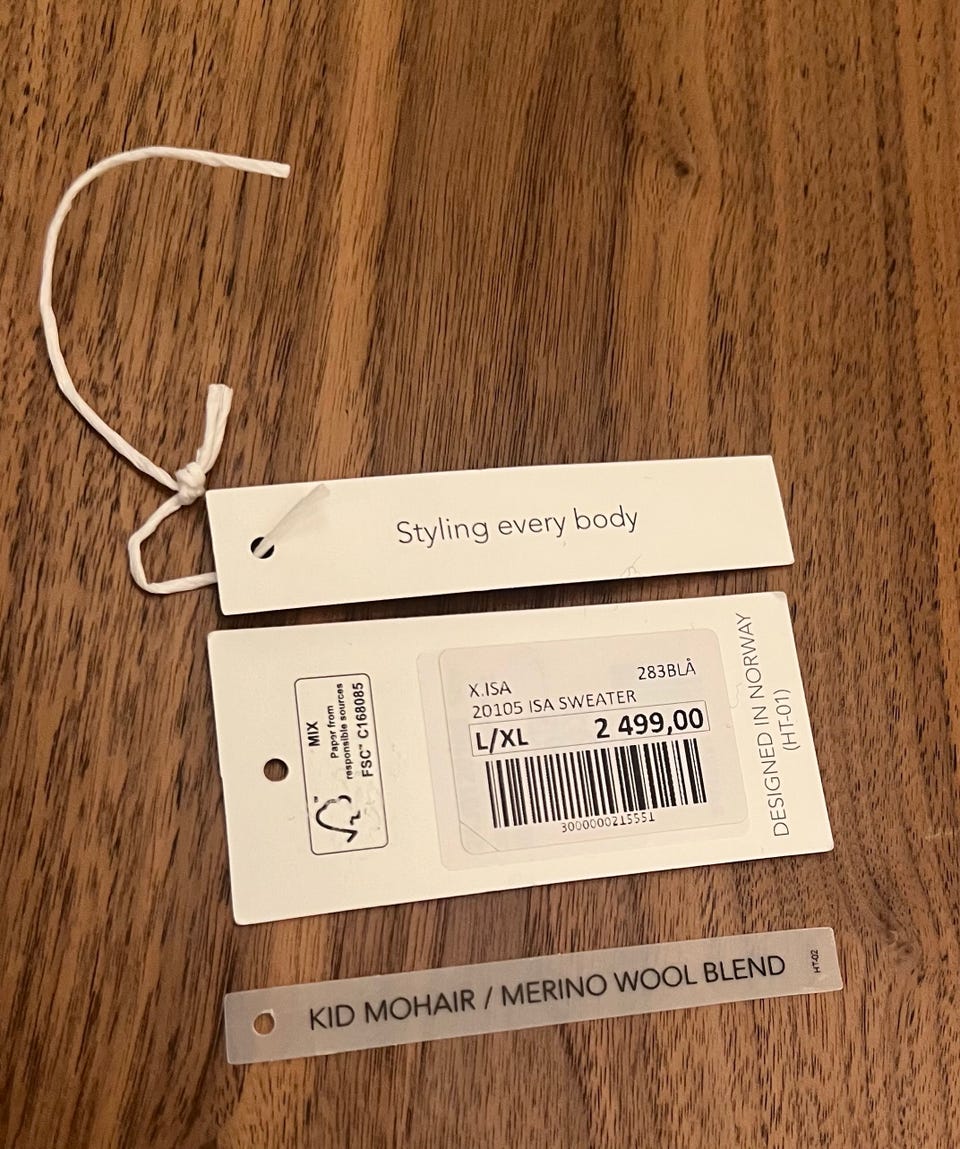 Styling every body
MIX
Paper from
responsible sources
FSC™ C168085
™
X.ISA
283BLÅ
20105 ISA SWEATER
L/XL 2 499,00
3000000215551
DESIGNED IN NORWAY
(HT-01)
KID MOHAIR / MERINO WOOL BLEND
HT-02